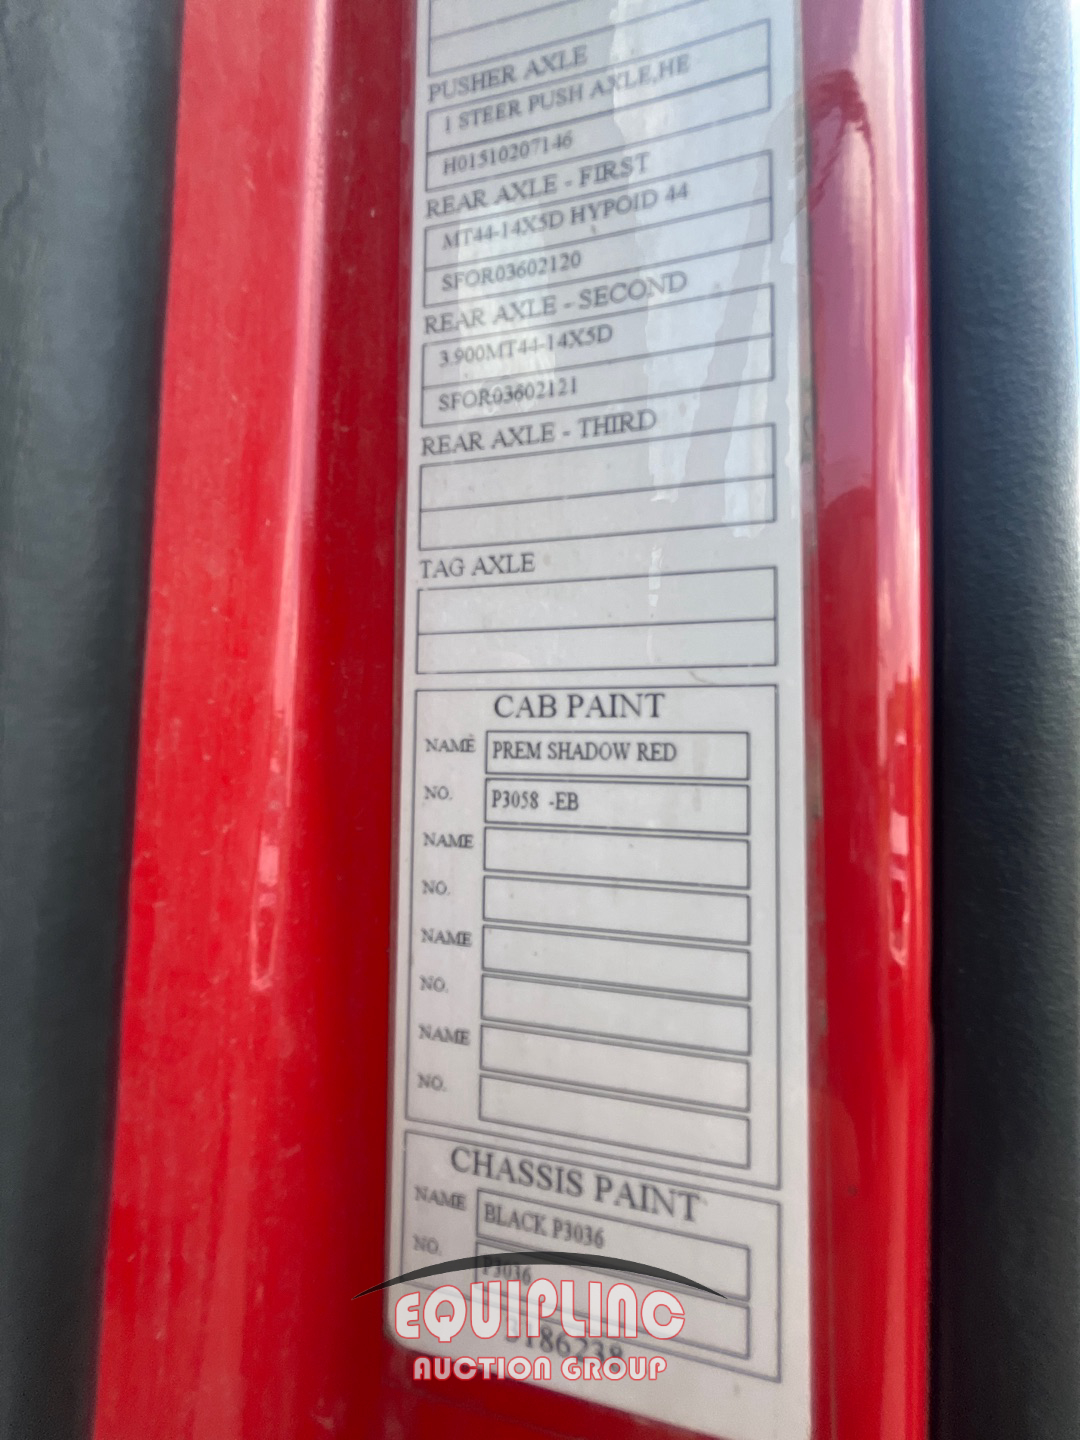 PUSHER AXLE
1 STEER PUSH AXLE,HE
H01510207146
REAR AXLE - FIRST
MT44-14X5D HYPOID 44
SFOR03602120
REAR AXLE - SECOND
3.900MT44-14X5D
SFOR03602121
REAR AXLE - THIRD
TAG AXLE
CAB PAINT
NAME PREM SHADOW RED
NO. P3058 -EB
NAME
NO.
NAME
NO.
NAME
NO.
CHASSIS PAINT
NAME BLACK P3036
NO. P3036
3186238
EQUIPLINC
AUCTION GROUP